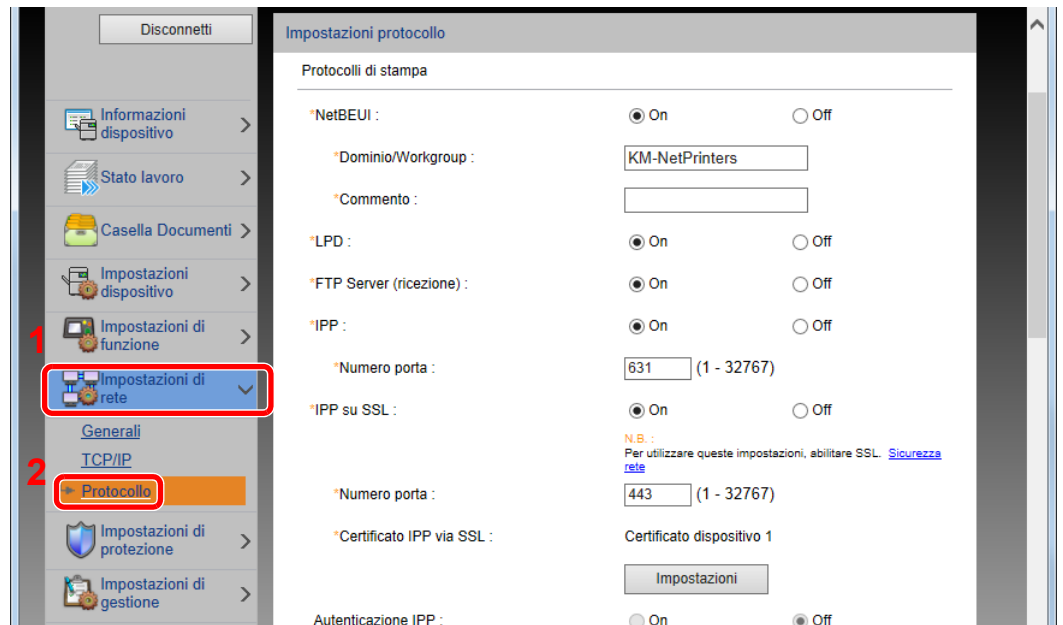 Disconnetti
Informazioni
dispositivo
Stato lavoro
Casella Documenti
Impostazioni
dispositivo
1
Impostazioni di
funzione
Impostazioni di
rete
Generali
TCP/IP
2
Protocollo
Impostazioni di
protezione
Impostazioni di
gestione
Impostazioni protocollo
Protocolli di stampa
*NetBEUI : On Off
*Dominio/Workgroup : KM-NetPrinters
*Commento :
*LPD : On Off
*FTP Server (ricezione) : On Off
*IPP : On Off
*Numero porta : 631 (1 - 32767)
*IPP su SSL : On Off
N.B. :
Per utilizzare queste impostazioni, abilitare SSL. Sicurezza
rete
*Numero porta : 443 (1 - 32767)
*Certificato IPP via SSL : Certificato dispositivo 1
Impostazioni
Autenticazione IPP : On Off